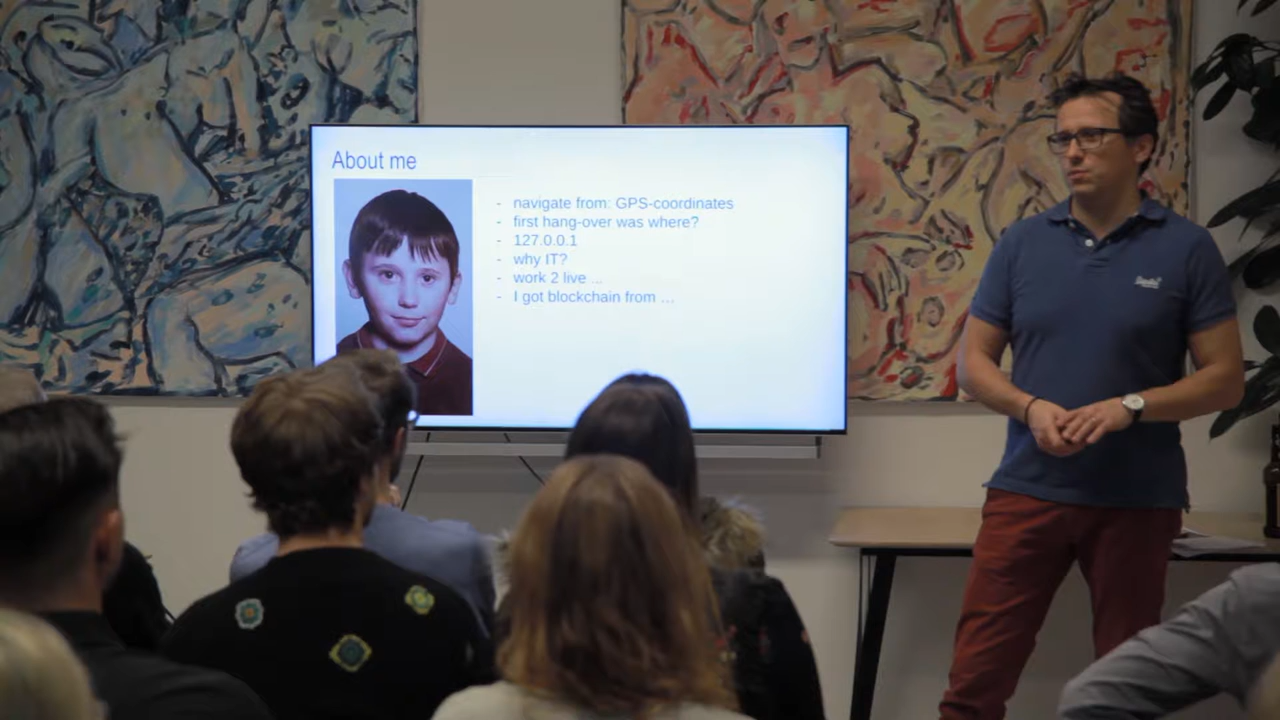 About me
- navigate from: GPS-coordinates
- first hang-over was where?
- 127.0.0.1
- why IT?
- work 2 live ...
- I got blockchain from ...